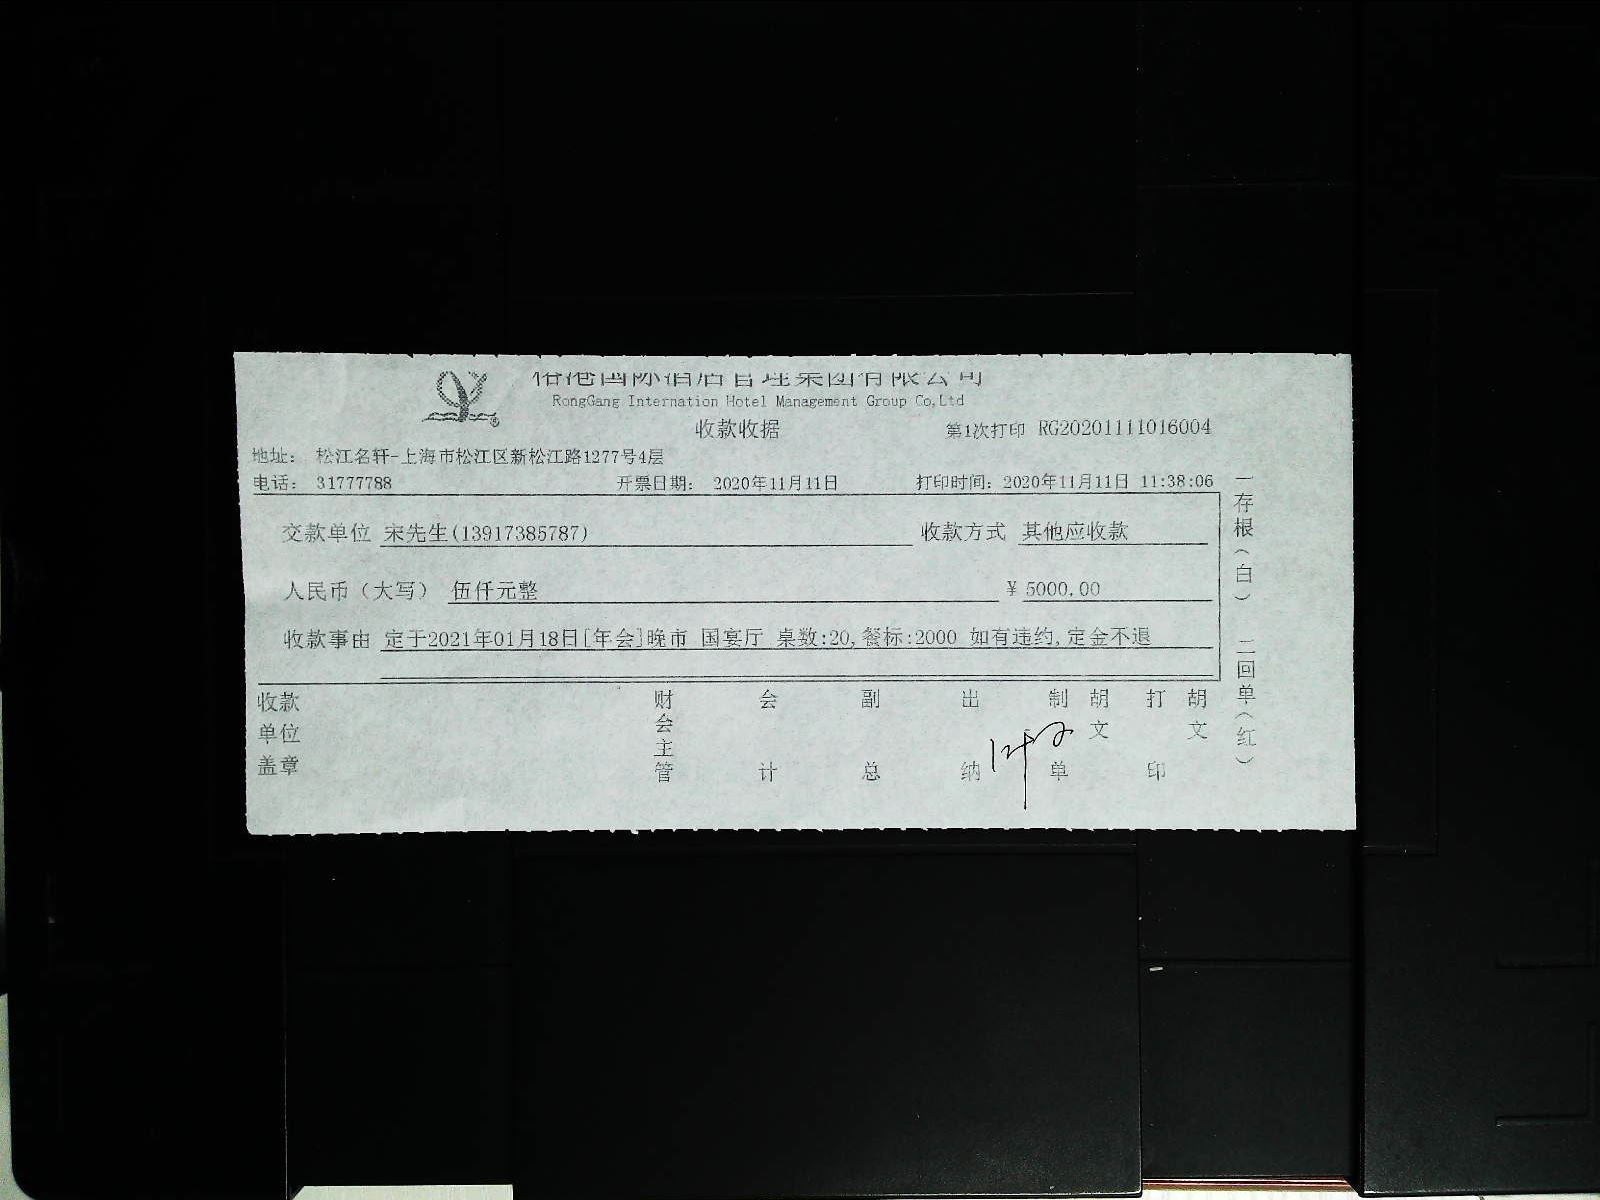 港国际酒店管理集团有限公司
RongGang Internation Hotel Management Group Co,Ltd
收款收据
第1次打印 RG20201111016004
地址： 松江名轩-上海市松江区新松江路1277号4层
电话： 31777788 开票日期： 2020年11月11日 打印时间：2020年11月11日 11:38:06
交款单位 宋先生(13917385787) 收款方式 其他应收款
人民币（大写） 伍仟元整 ¥ 5000.00
收款事由 定于2021年01月18日[年会]晚市 国宴厅 桌数:20,餐标:2000 如有违约,定金不退
收款单位盖章 财会主管 会计 副总 出纳 制单 胡文 打印 胡文
一存根（白） 二回单（红）